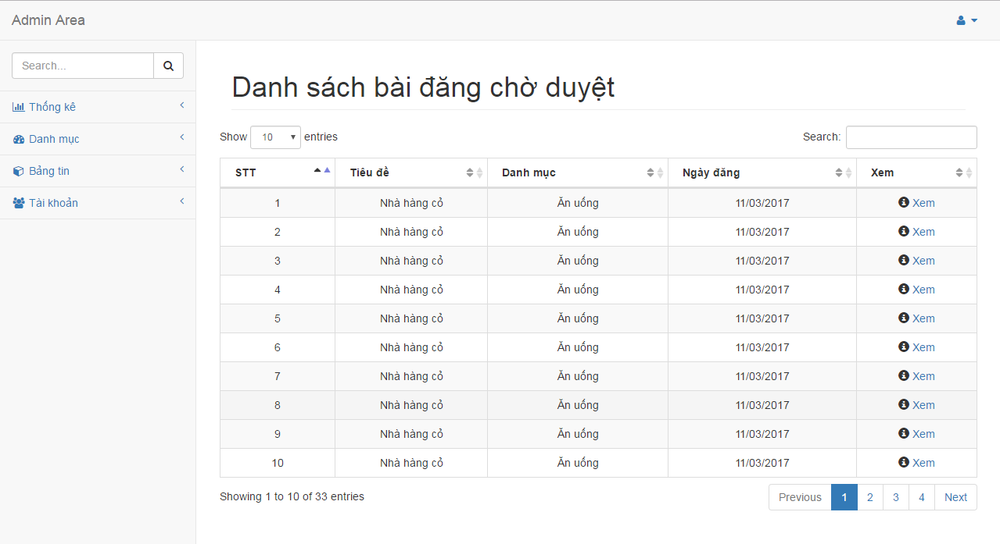 Admin Area
Search...
Thống kê
Danh mục
Bảng tin
Tài khoản
Danh sách bài đăng chờ duyệt
Show 10 entries Search:
STT Tiêu đề Danh mục Ngày đăng Xem
1 Nhà hàng cỏ Ăn uống 11/03/2017 Xem
2 Nhà hàng cỏ Ăn uống 11/03/2017 Xem
3 Nhà hàng cỏ Ăn uống 11/03/2017 Xem
4 Nhà hàng cỏ Ăn uống 11/03/2017 Xem
5 Nhà hàng cỏ Ăn uống 11/03/2017 Xem
6 Nhà hàng cỏ Ăn uống 11/03/2017 Xem
7 Nhà hàng cỏ Ăn uống 11/03/2017 Xem
8 Nhà hàng cỏ Ăn uống 11/03/2017 Xem
9 Nhà hàng cỏ Ăn uống 11/03/2017 Xem
10 Nhà hàng cỏ Ăn uống 11/03/2017 Xem
Showing 1 to 10 of 33 entries Previous 1 2 3 4 Next